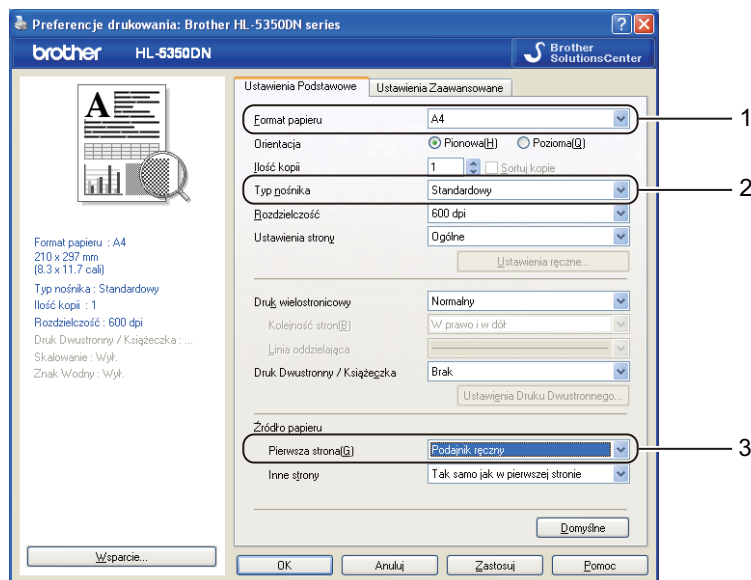 Preferencje drukowania: Brother HL-5350DN series
brother HL-5350DN
Brother
SolutionsCenter
Ustawienia Podstawowe Ustawienia Zaawansowane
Format papieru A4 1
Orientacja Pionowa(H) Pozioma(Q)
Ilość kopii 1 Sortuj kopie
Typ nośnika Standardowy 2
Rozdzielczość 600 dpi
Ustawienia strony Ogólne
Ustawienia ręczne...
Druk wielostronicowy Normalny
Kolejność stron(B) W prawo i w dół
Linia oddzielająca
Druk Dwustronny / Książeczka Brak
Ustawienia Druku Dwustronnego...
Źródło papieru
Pierwsza strona(G) Podajnik ręczny 3
Inne strony Tak samo jak w pierwszej stronie
Domyślne
A
Format papieru : A4
210 x 297 mm
(8.3 x 11.7 cali)
Typ nośnika : Standardowy
Ilość kopii : 1
Rozdzielczość : 600 dpi
Druk Dwustronny / Książeczka : ...
Skalowanie : Wył.
Znak Wodny : Wył.
Wsparcie...
OK Anuluj Zastosuj Pomoc